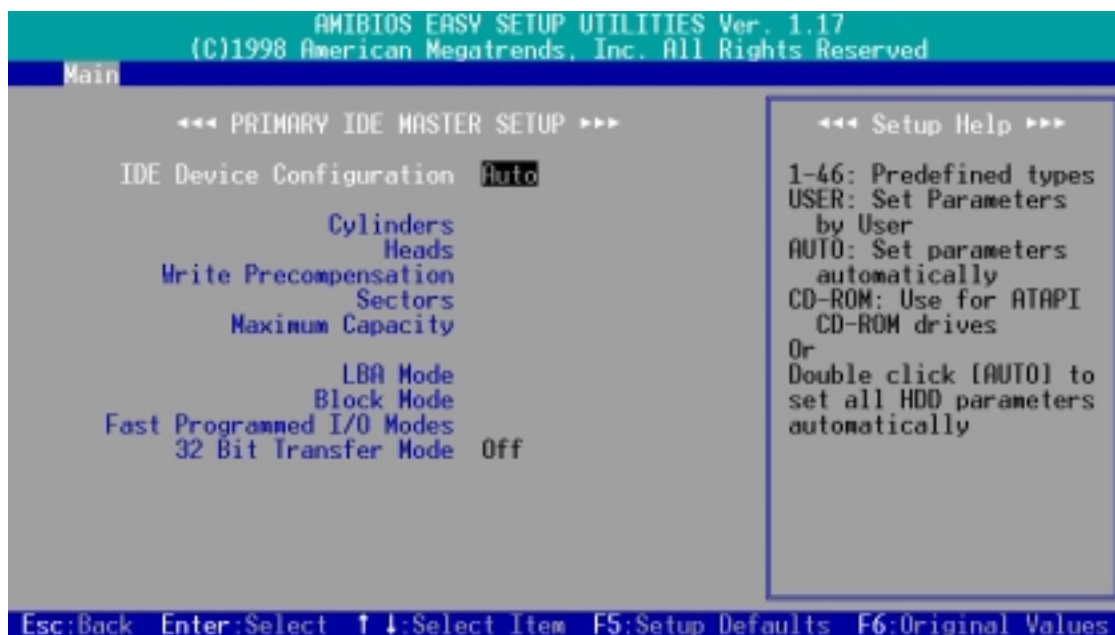 AMIBIOS EASY SETUP UTILITIES Ver. 1.17
(C)1998 American Megatrends, Inc. All Rights Reserved
Main
◄◄◄ PRIMARY IDE MASTER SETUP ►►►
IDE Device Configuration Auto
Cylinders
Heads
Write Precompensation
Sectors
Maximum Capacity
LBA Mode
Block Mode
Fast Programmed I/O Modes
32 Bit Transfer Mode Off
◄◄◄ Setup Help ►►►
1-46: Predefined types
USER: Set Parameters
by User
AUTO: Set parameters
automatically
CD-ROM: Use for ATAPI
CD-ROM drives
Or
Double click [AUTO] to
set all HDD parameters
automatically
Esc:Back Enter:Select ↑ ↓:Select Item F5:Setup Defaults F6:Original Values